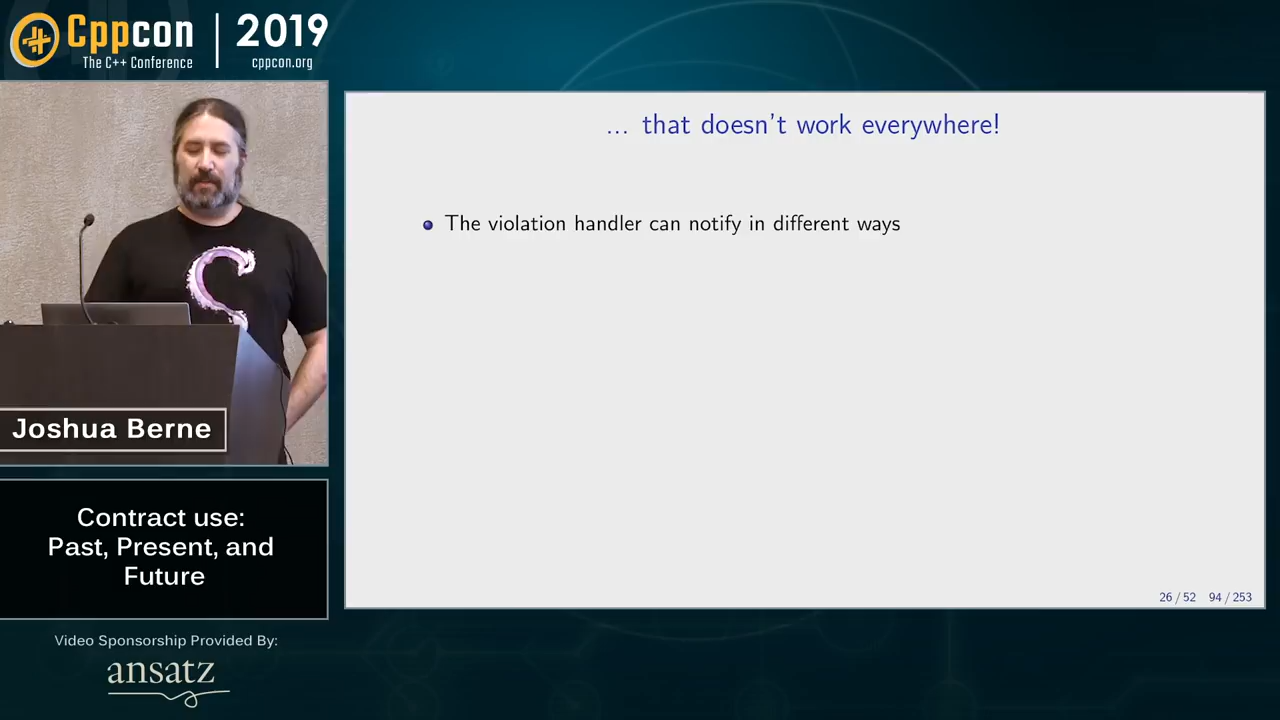 Cppcon
The C++ Conference
2019
cppcon.org
... that doesn't work everywhere!
The violation handler can notify in different ways
Joshua Berne
Contract use:
Past, Present, and
Future
26 / 52 94 / 253
Video Sponsorship Provided By:
ansatz